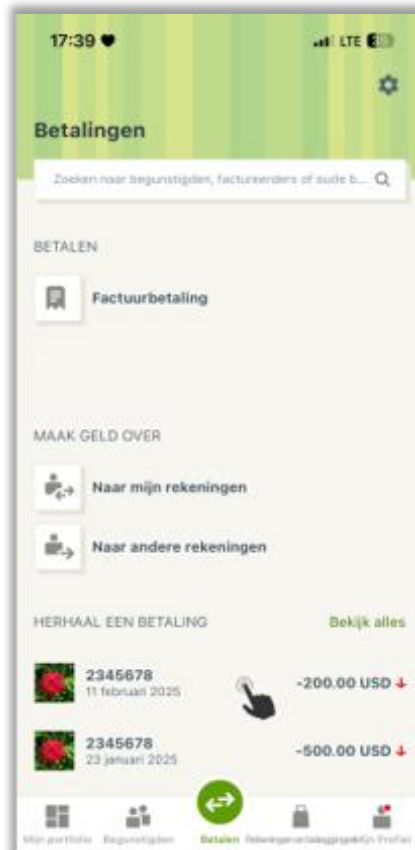 17:39
LTE
Betalingen
Zoeken naar begunstigden, factureerders of oude b...
BETALEN
Factuurbetaling
MAAK GELD OVER
Naar mijn rekeningen
Naar andere rekeningen
HERHAAL EEN BETALING Bekijk alles
2345678 -200.00 USD
11 februari 2025
2345678 -500.00 USD
23 januari 2025
Mijn portfolio Begunstigden Betalen Mijn Profiel